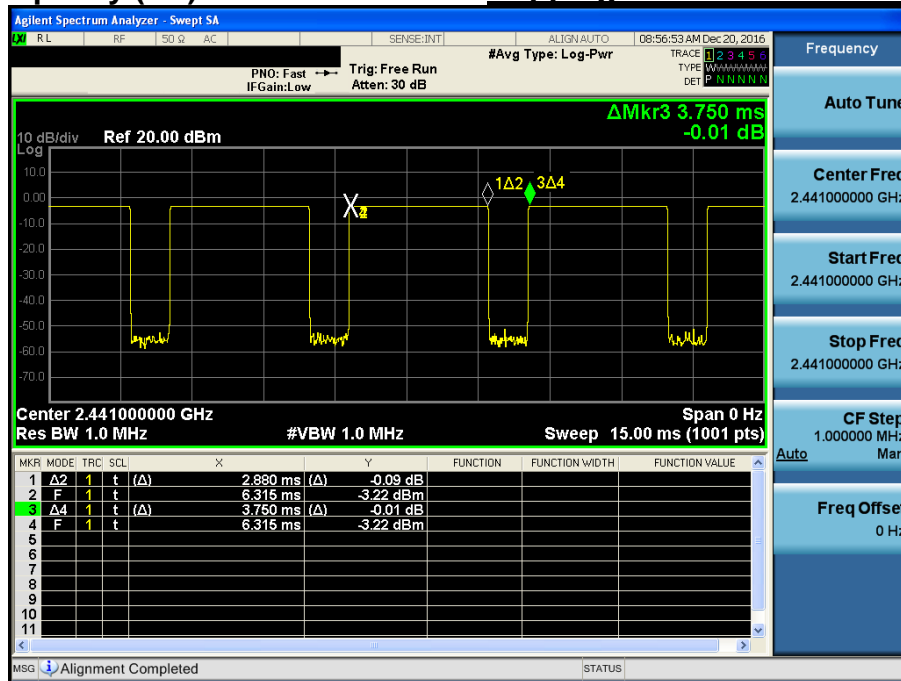 Agilent Spectrum Analyzer - Swept SA
LXI RL RF 50 Ω AC SENSE:INT ALIGN AUTO 08:56:53 AM Dec 20, 2016
#Avg Type: Log-Pwr
TRACE 1 2 3 4 5 6
TYPE WWWWWW
DET P N N N N N
PNO: Fast
IFGain:Low
Trig: Free Run
Atten: 30 dB
ΔMkr3 3.750 ms
-0.01 dB
10 dB/div Ref 20.00 dBm
Log
10.0
0.00
-10.0
-20.0
-30.0
-40.0
-50.0
-60.0
-70.0
1Δ2
3Δ4
Center 2.441000000 GHz
Span 0 Hz
Res BW 1.0 MHz
#VBW 1.0 MHz
Sweep 15.00 ms (1001 pts)
MKR MODE TRC SCL X Y FUNCTION FUNCTION WIDTH FUNCTION VALUE
1 Δ2 1 t (Δ) 2.880 ms (Δ) -0.09 dB
2 F 1 t 6.315 ms -3.22 dBm
3 Δ4 1 t (Δ) 3.750 ms (Δ) -0.01 dB
4 F 1 t 6.315 ms -3.22 dBm
5
6
7
8
9
10
11
MSG Alignment Completed
STATUS
Frequency
Auto Tune
Center Freq
2.441000000 GHz
Start Freq
2.441000000 GHz
Stop Freq
2.441000000 GHz
CF Step
1.000000 MHz
Auto Man
Freq Offset
0 Hz